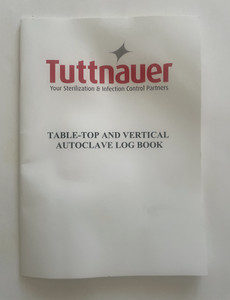 Tuttnauer
Your Sterilization & Infection Control Partners
TABLE-TOP AND VERTICAL
AUTOCLAVE LOG BOOK